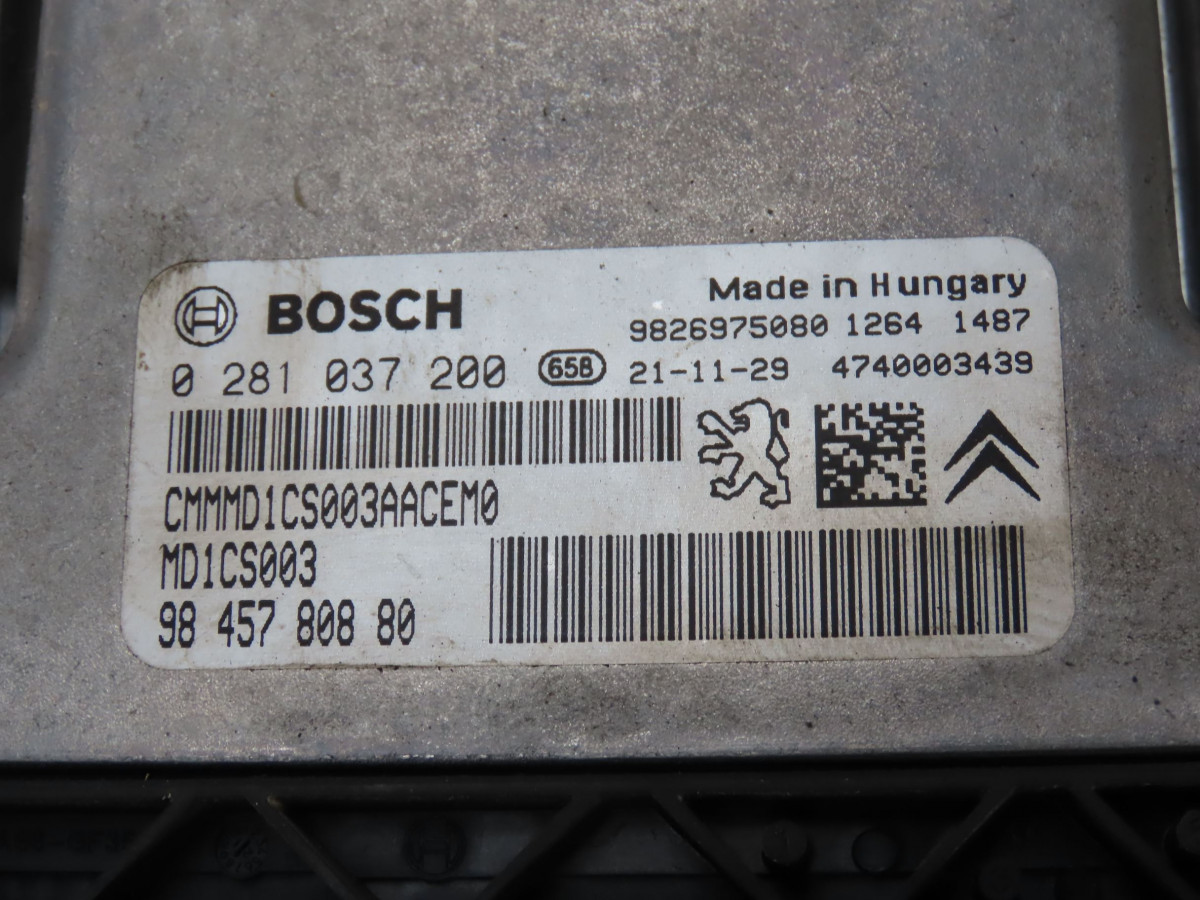 BOSCH
Made in Hungary
9826975080 1264 1487
0 281 037 200 65B 21-11-29 4740003439
CMMMD1CS003AACEM0
MD1CS003
98 457 808 80